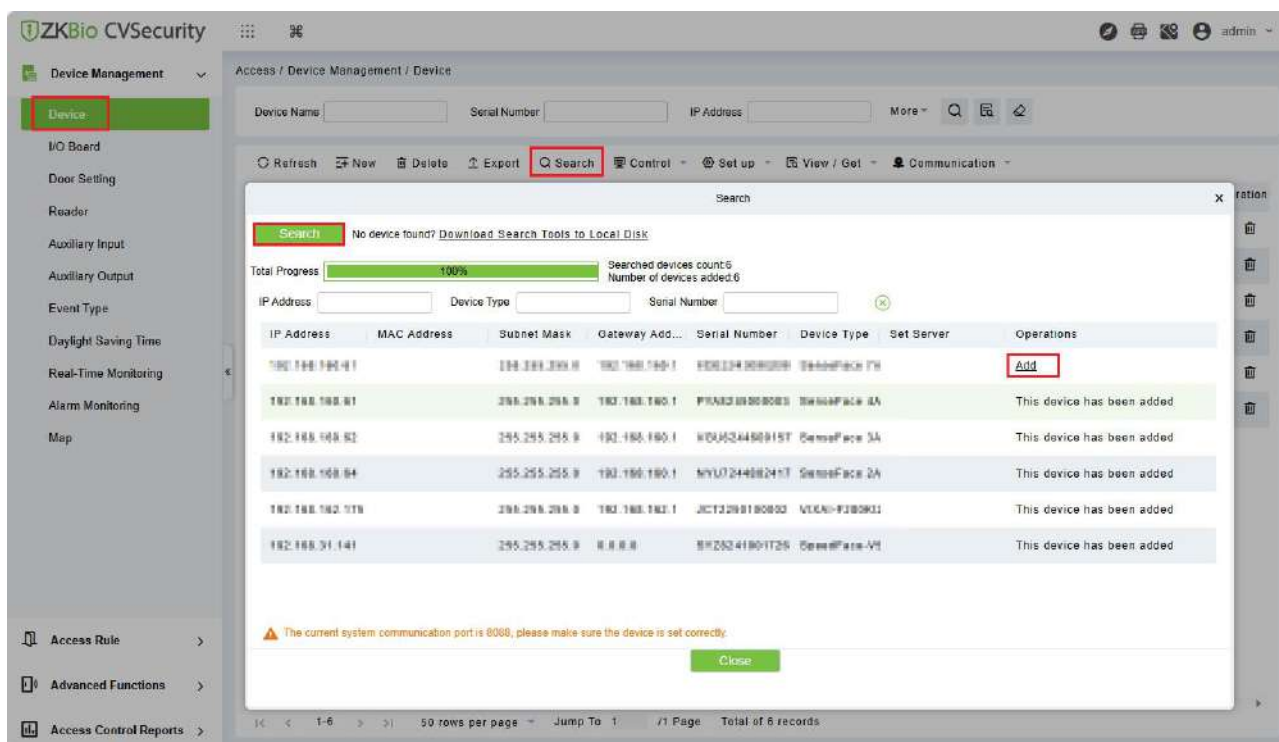 ZKBio CVSecurity
admin
Device Management
Access / Device Management / Device
Device
Device Name
Serial Number
IP Address
More
I/O Board
Refresh New Delete Export Search Control Set up View / Get Communication
Door Setting
Reader
Auxiliary Input
Auxiliary Output
Event Type
Daylight Saving Time
Real-Time Monitoring
Alarm Monitoring
Map
Access Rule
Advanced Functions
Access Control Reports
ration
Search
x
Search No device found? Download Search Tools to Local Disk
Total Progress 100% Searched devices count:6
Number of devices added:6
IP Address Device Type Serial Number
IP Address MAC Address Subnet Mask Gateway Add... Serial Number Device Type Set Server Operations
Add
This device has been added
This device has been added
This device has been added
This device has been added
This device has been added
The current system communication port is 8088, please make sure the device is set correctly.
Close
1-6 50 rows per page Jump To 1 /1 Page Total of 6 records